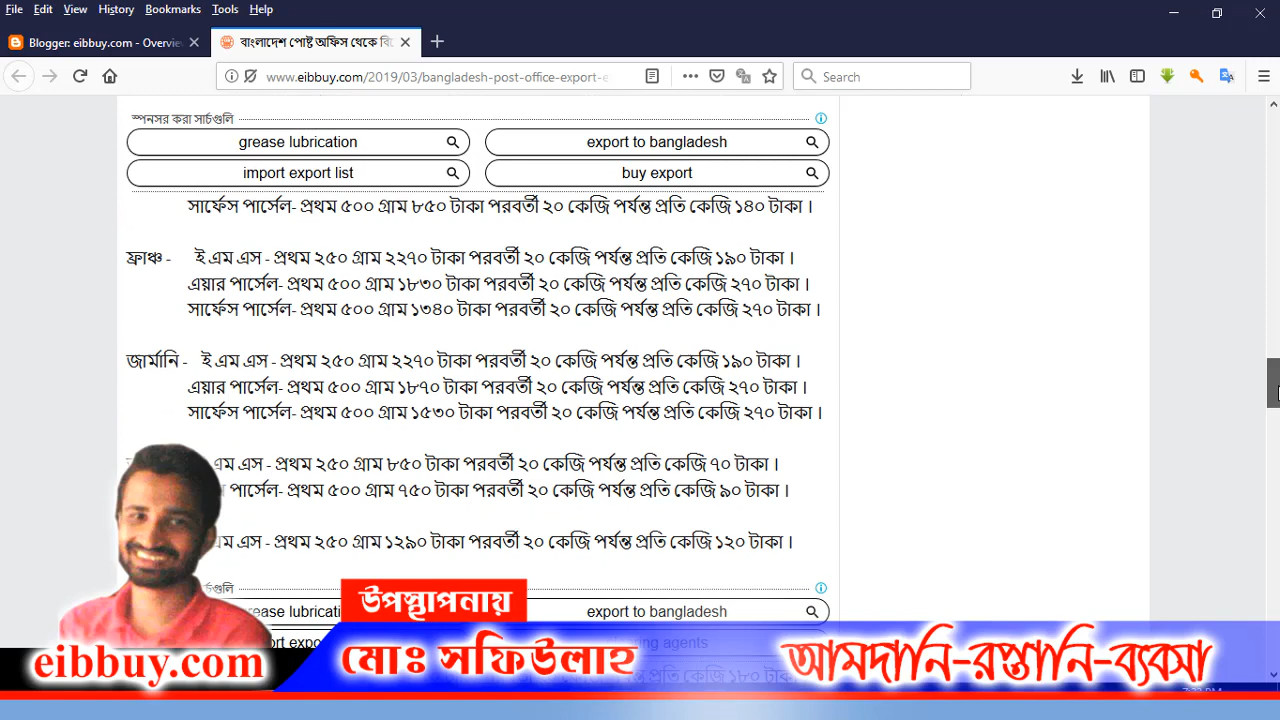 File Edit View History Bookmarks Tools Help
Blogger: eibbuy.com - Overvie
বাংলাদেশ পোষ্ট অফিস থেকে বি
www.eibbuy.com/2019/03/bangladesh-post-office-export-e
Search
স্পনসর করা সার্চগুলি
grease lubrication
export to bangladesh
import export list
buy export
সার্ফেস পার্সেল- প্রথম ৫০০ গ্রাম ৮৫০ টাকা পরবর্তী ২০ কেজি পর্যন্ত প্রতি কেজি ১৪০ টাকা ।
ফ্রাঞ্চ - ই এম এস - প্রথম ২৫০ গ্রাম ২২৭০ টাকা পরবর্তী ২০ কেজি পর্যন্ত প্রতি কেজি ১৯০ টাকা ।
এয়ার পার্সেল- প্রথম ৫০০ গ্রাম ১৮৩০ টাকা পরবর্তী ২০ কেজি পর্যন্ত প্রতি কেজি ২৭০ টাকা ।
সার্ফেস পার্সেল- প্রথম ৫০০ গ্রাম ১৩৪০ টাকা পরবর্তী ২০ কেজি পর্যন্ত প্রতি কেজি ২৭০ টাকা ।
জার্মানি - ই এম এস - প্রথম ২৫০ গ্রাম ২২৭০ টাকা পরবর্তী ২০ কেজি পর্যন্ত প্রতি কেজি ১৯০ টাকা ।
এয়ার পার্সেল- প্রথম ৫০০ গ্রাম ১৮৭০ টাকা পরবর্তী ২০ কেজি পর্যন্ত প্রতি কেজি ২৭০ টাকা ।
সার্ফেস পার্সেল- প্রথম ৫০০ গ্রাম ১৫৩০ টাকা পরবর্তী ২০ কেজি পর্যন্ত প্রতি কেজি ২৭০ টাকা ।
এম এস - প্রথম ২৫০ গ্রাম ৮৫০ টাকা পরবর্তী ২০ কেজি পর্যন্ত প্রতি কেজি ৭০ টাকা ।
পার্সেল- প্রথম ৫০০ গ্রাম ৭৫০ টাকা পরবর্তী ২০ কেজি পর্যন্ত প্রতি কেজি ৯০ টাকা ।
এম এস - প্রথম ২৫০ গ্রাম ১২৯০ টাকা পরবর্তী ২০ কেজি পর্যন্ত প্রতি কেজি ১২০ টাকা ।
export to bangladesh
উপস্থাপনায়
eibbuy.com
মোঃ সফিউলাহ
আমদানি-রপ্তানি-ব্যবসা